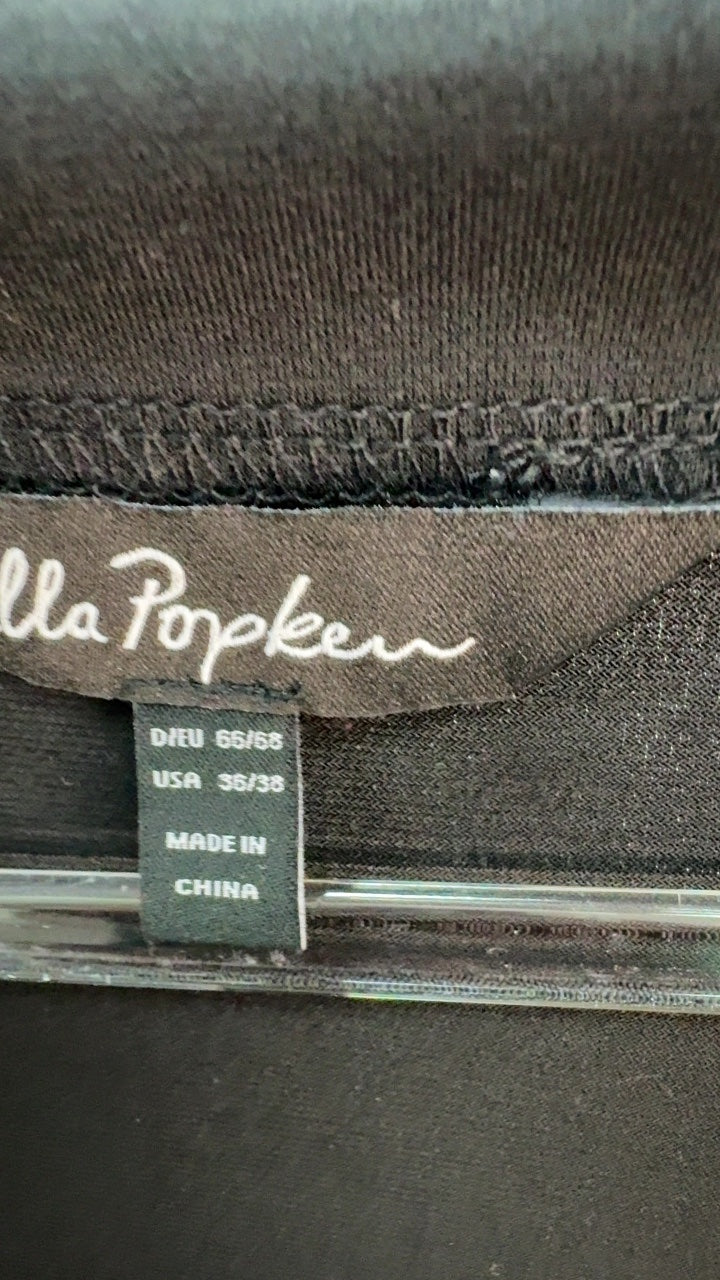 lla Popken
D/EU 66/68
USA 36/38
MADE IN
CHINA